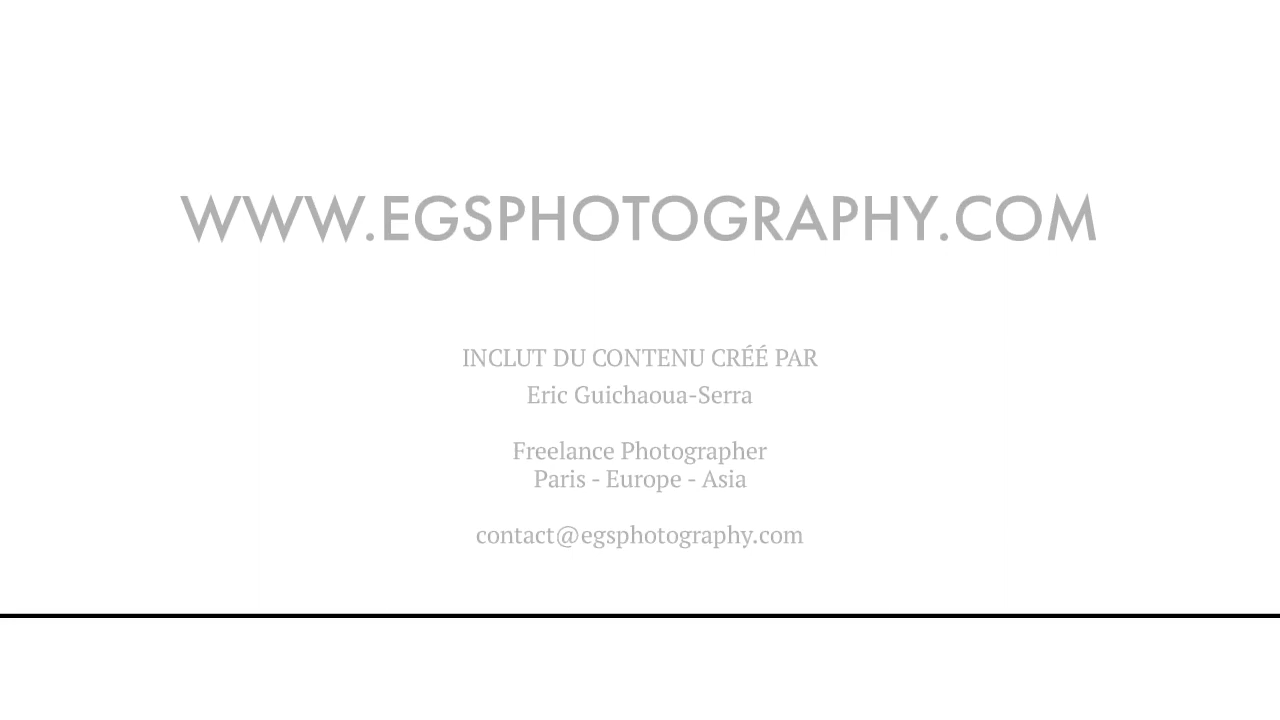 WWW.EGSPHOTOGRAPHY.COM
INCLUT DU CONTENU CRÉÉ PAR
Eric Guichaoua-Serra
Freelance Photographer
Paris - Europe - Asia
contact@egsphotography.com